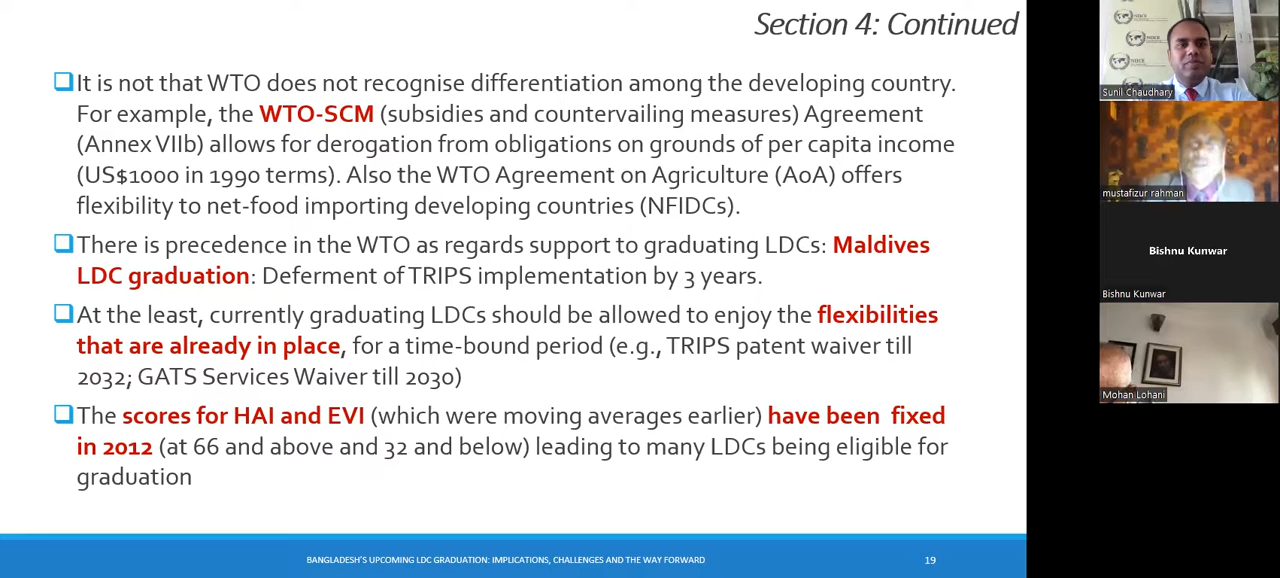 Section 4: Continued
It is not that WTO does not recognise differentiation among the developing country.
For example, the WTO-SCM (subsidies and countervailing measures) Agreement
(Annex VIIb) allows for derogation from obligations on grounds of per capita income
(US$1000 in 1990 terms). Also the WTO Agreement on Agriculture (AoA) offers
flexibility to net-food importing developing countries (NFIDCs).
There is precedence in the WTO as regards support to graduating LDCs: Maldives
LDC graduation: Deferment of TRIPS implementation by 3 years.
At the least, currently graduating LDCs should be allowed to enjoy the flexibilities
that are already in place, for a time-bound period (e.g., TRIPS patent waiver till
2032; GATS Services Waiver till 2030)
The scores for HAI and EVI (which were moving averages earlier) have been fixed
in 2012 (at 66 and above and 32 and below) leading to many LDCs being eligible for
graduation
BANGLADESH'S UPCOMING LDC GRADUATION: IMPLICATIONS, CHALLENGES AND THE WAY FORWARD
19
Sunil Chaudhary
mustafizur rahman
Bishnu Kunwar
Bishnu Kunwar
Mohan Lohani